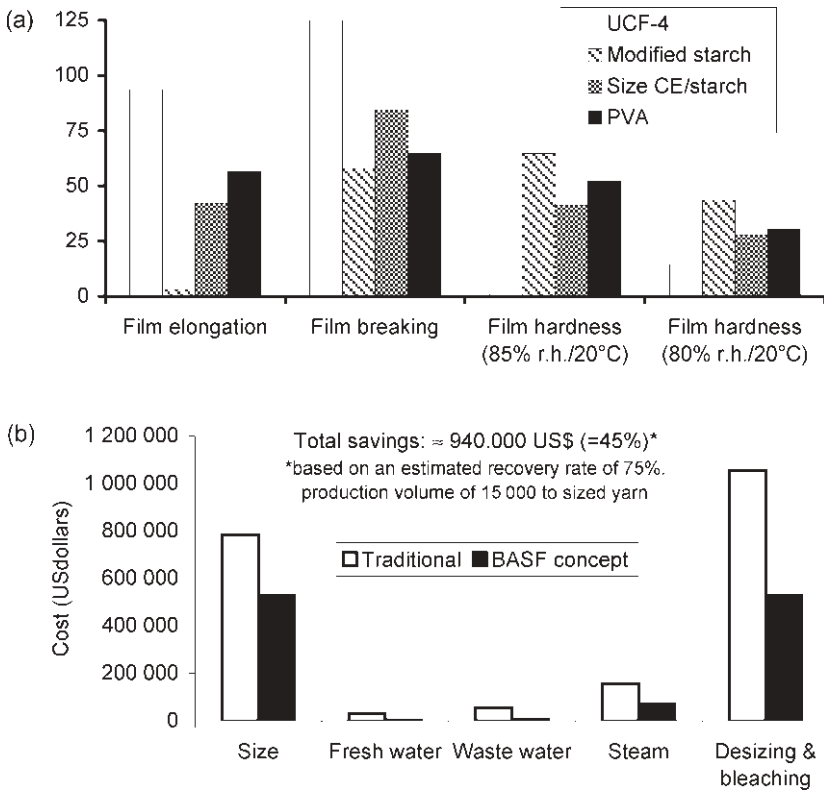 (a)
125
100
75
50
25
0
UCF-4
Modified starch
Size CE/starch
PVA
Film elongation
Film breaking
Film hardness
(85% r.h./20°C)
Film hardness
(80% r.h./20°C)
(b)
Cost (USdollars)
1 200 000
1 000 000
800 000
600 000
400 000
200 000
0
Total savings: ≈ 940.000 US$ (=45%)*
*based on an estimated recovery rate of 75%.
production volume of 15 000 to sized yarn
Traditional
BASF concept
Size
Fresh water
Waste water
Steam
Desizing &
bleaching